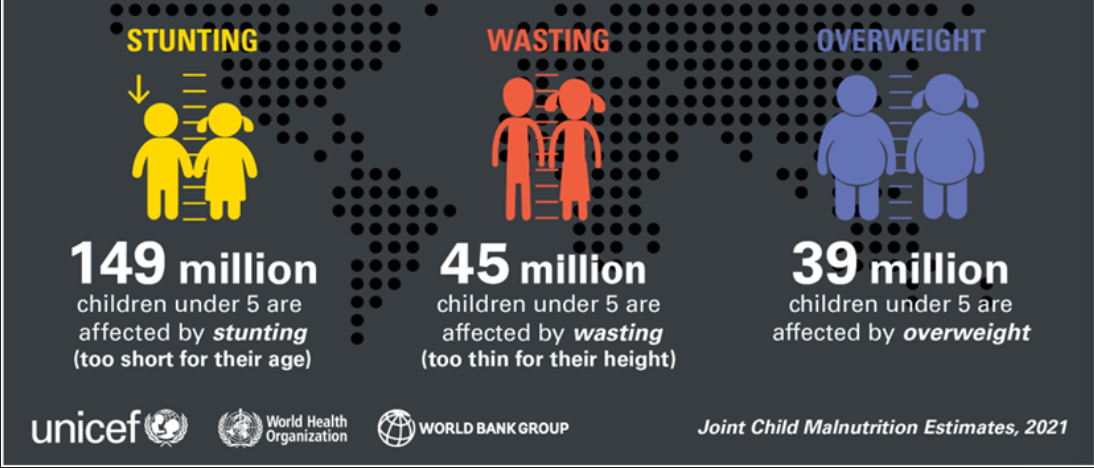 STUNTING
WASTING
OVERWEIGHT
149 million
children under 5 are
affected by stunting
(too short for their age)
45 million
children under 5 are
affected by wasting
(too thin for their height)
39 million
children under 5 are
affected by overweight
unicef
World Health
Organization
WORLD BANK GROUP
Joint Child Malnutrition Estimates, 2021